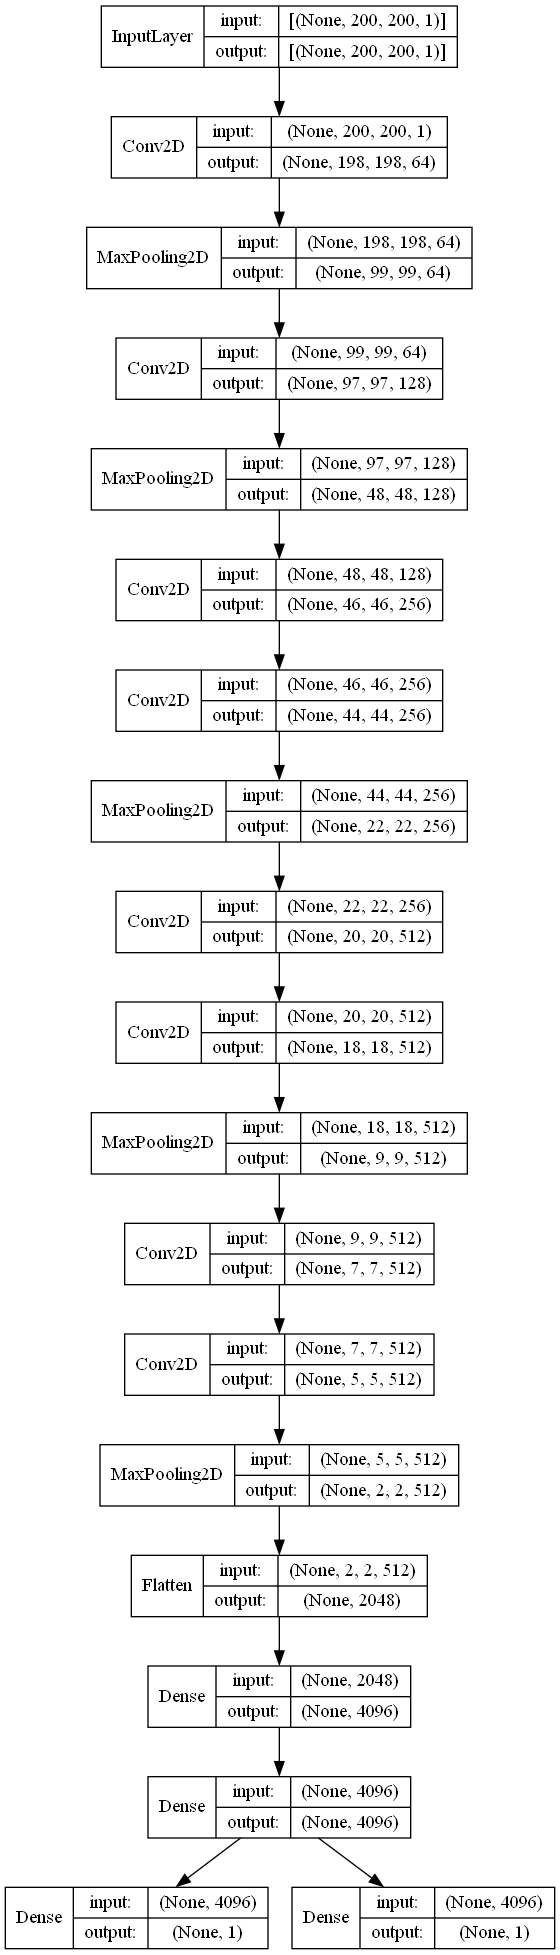 InputLayer
input: [(None, 200, 200, 1)]
output: [(None, 200, 200, 1)]
Conv2D
input: (None, 200, 200, 1)
output: (None, 198, 198, 64)
MaxPooling2D
input: (None, 198, 198, 64)
output: (None, 99, 99, 64)
Conv2D
input: (None, 99, 99, 64)
output: (None, 97, 97, 128)
MaxPooling2D
input: (None, 97, 97, 128)
output: (None, 48, 48, 128)
Conv2D
input: (None, 48, 48, 128)
output: (None, 46, 46, 256)
Conv2D
input: (None, 46, 46, 256)
output: (None, 44, 44, 256)
MaxPooling2D
input: (None, 44, 44, 256)
output: (None, 22, 22, 256)
Conv2D
input: (None, 22, 22, 256)
output: (None, 20, 20, 512)
Conv2D
input: (None, 20, 20, 512)
output: (None, 18, 18, 512)
MaxPooling2D
input: (None, 18, 18, 512)
output: (None, 9, 9, 512)
Conv2D
input: (None, 9, 9, 512)
output: (None, 7, 7, 512)
Conv2D
input: (None, 7, 7, 512)
output: (None, 5, 5, 512)
MaxPooling2D
input: (None, 5, 5, 512)
output: (None, 2, 2, 512)
Flatten
input: (None, 2, 2, 512)
output: (None, 2048)
Dense
input: (None, 2048)
output: (None, 4096)
Dense
input: (None, 4096)
output: (None, 4096)
Dense
input: (None, 4096)
output: (None, 1)
Dense
input: (None, 4096)
output: (None, 1)